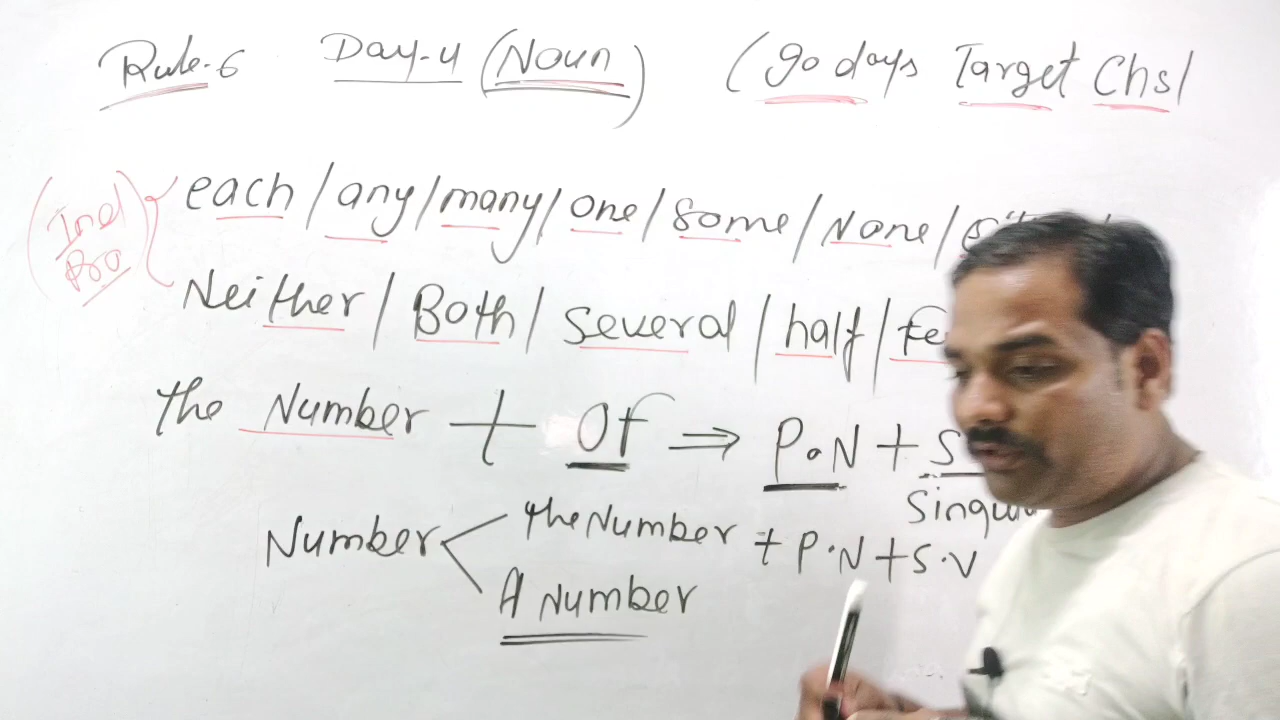 Rule-6 Day-4 (Noun) (90 days Target Chsl
(Ind Pro)
each / any / many / one / some / None /
Neither / Both / Several / half /
the Number + Of ⇒ P.N +
Number the Number + P.N + S.V
A Number